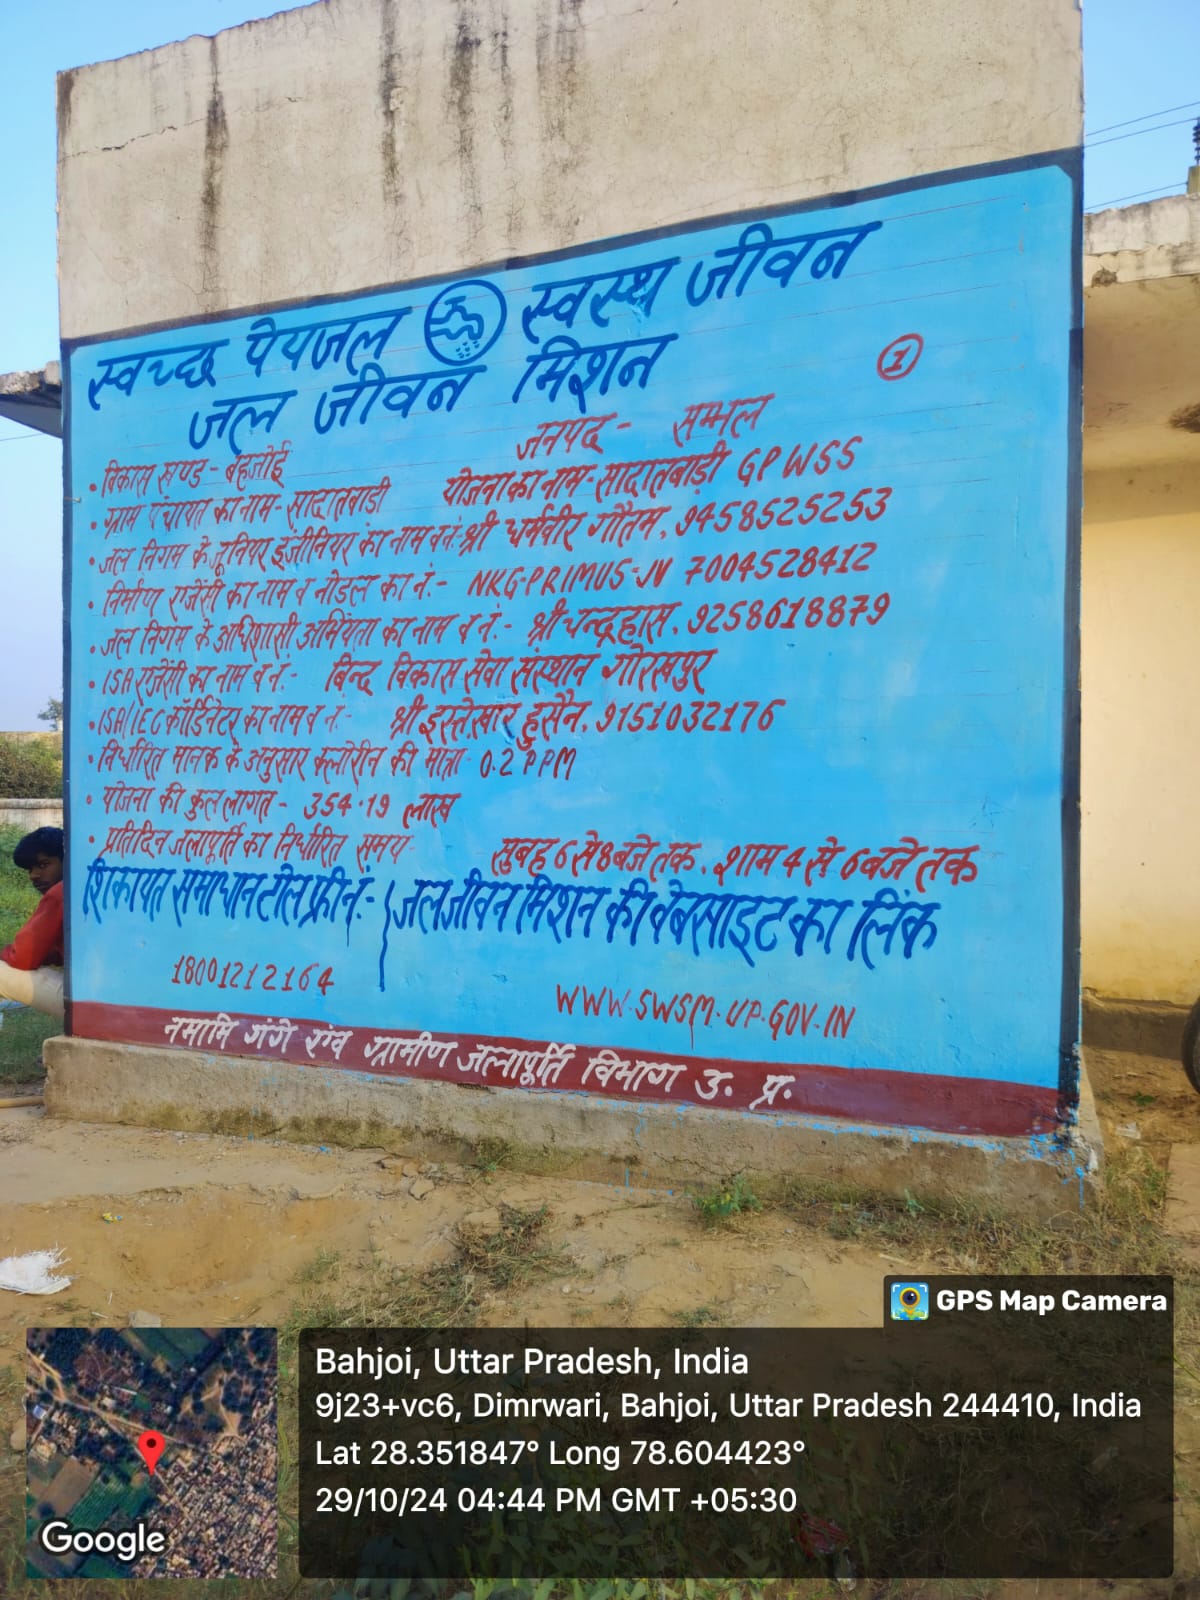 स्वच्छ पेयजल स्वस्थ जीवन
जल जीवन मिशन
1
जनपद - सम्भल
• विकास खण्ड - बहजोई
• ग्राम पंचायत का नाम - सादातबाडी योजना का नाम - सादातबाड़ी GPWSS
• जल निगम के जूनियर इंजीनियर का नाम व नं:- श्री धर्मवीर गौतम, 9458525253
• निर्माण एजेंसी का नाम व नोडल का नं.- NKG-PRIMUS-JV 7004528412
• जल निगम के अधिशासी अभियंता का नाम व नं.- श्री चन्द्रहास, 9258618879
• ISA एजेंसी का नाम व नं.- बिन्द विकास सेवा संस्थान गोरखपुर
• ISA/IEC कॉर्डिनेटर का नाम व नं- श्री इस्तेखार हुसैन, 9151032176
• निर्धारित मानक के अनुसार क्लोरीन की मात्रा- 0.2 PPM
• योजना की कुल लागत - 354.19 लाख
• प्रतिदिन जलापूर्ति का निर्धारित समय- सुबह 6 से 8 बजे तक, शाम 4 से 6 बजे तक
शिकायत समाधान टोल फ्री नं.- जल जीवन मिशन की वेबसाइट का लिंक
18001212164 WWW.SWSM.UP.GOV.IN
नमामि गंगे एंव ग्रामीण जलापूर्ति विभाग उ. प्र.
GPS Map Camera
Bahjoi, Uttar Pradesh, India
9j23+vc6, Dimrwari, Bahjoi, Uttar Pradesh 244410, India
Lat 28.351847° Long 78.604423°
29/10/24 04:44 PM GMT +05:30
Google